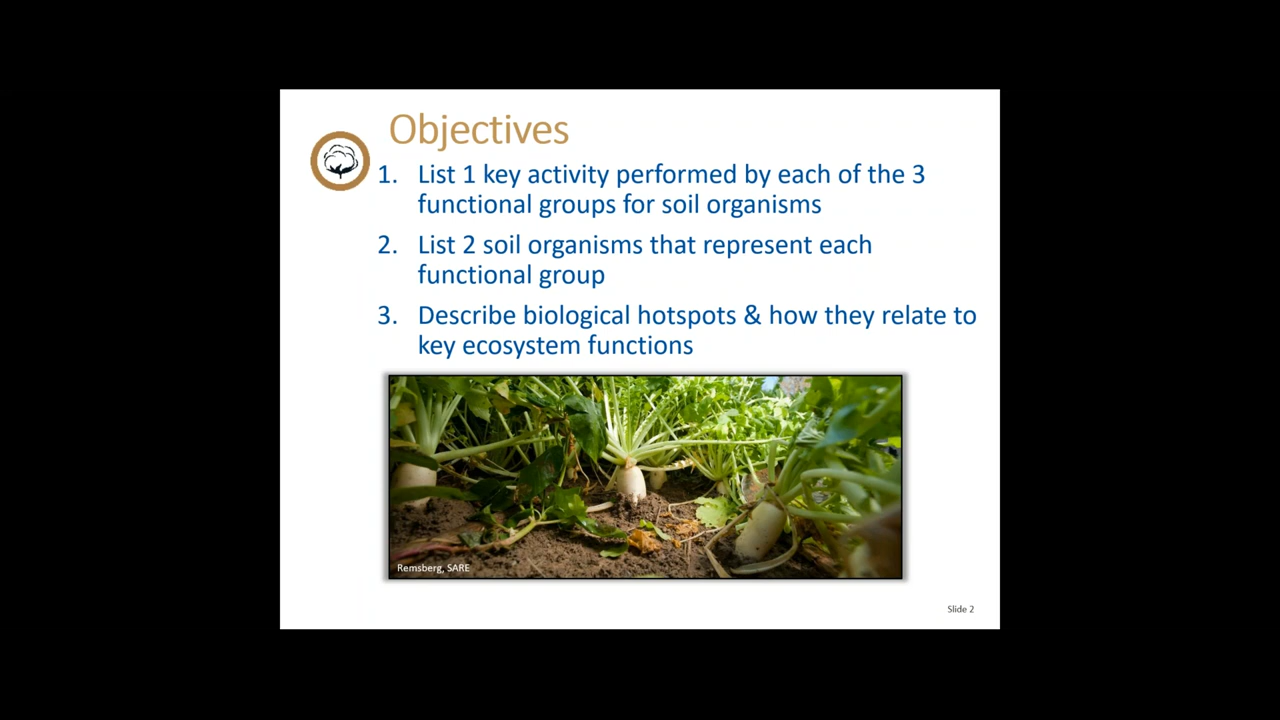 Objectives
1. List 1 key activity performed by each of the 3
functional groups for soil organisms
2. List 2 soil organisms that represent each
functional group
3. Describe biological hotspots & how they relate to
key ecosystem functions
Remsberg, SARE
Slide 2